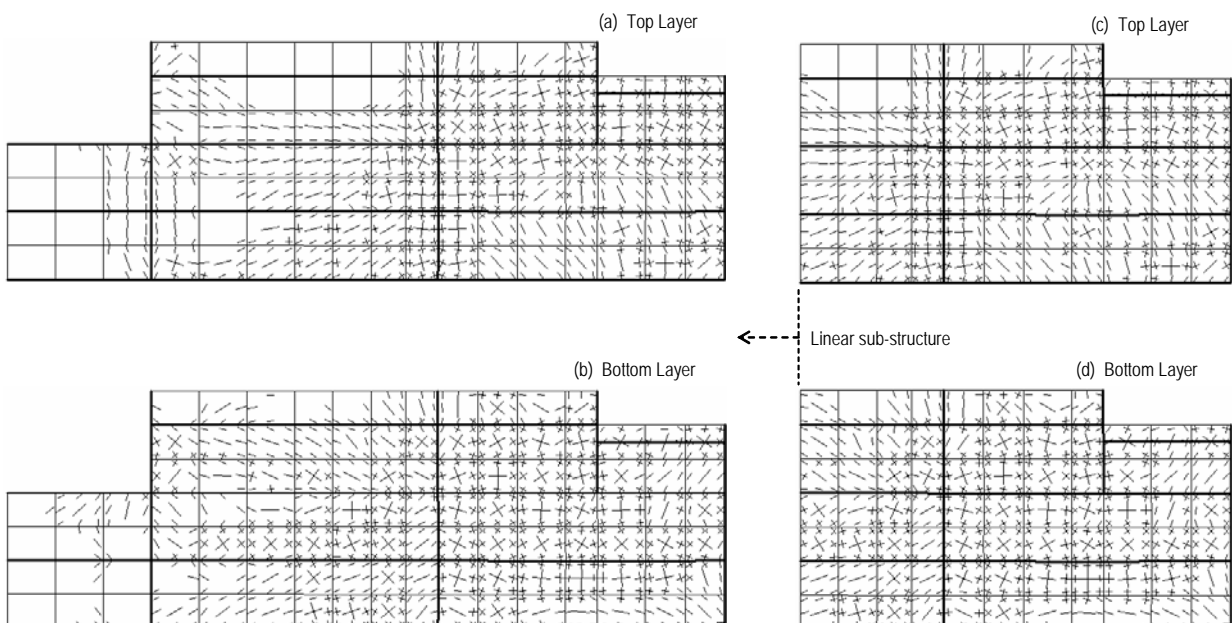 (a) Top Layer
(c) Top Layer
Linear sub-structure
(b) Bottom Layer
(d) Bottom Layer